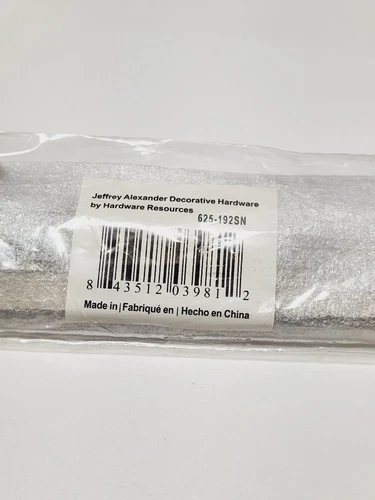 Jeffrey Alexander Decorative Hardware
by Hardware Resources
625-192SN
8 43512 03981 2
Made in | Fabriqué en | Hecho en China